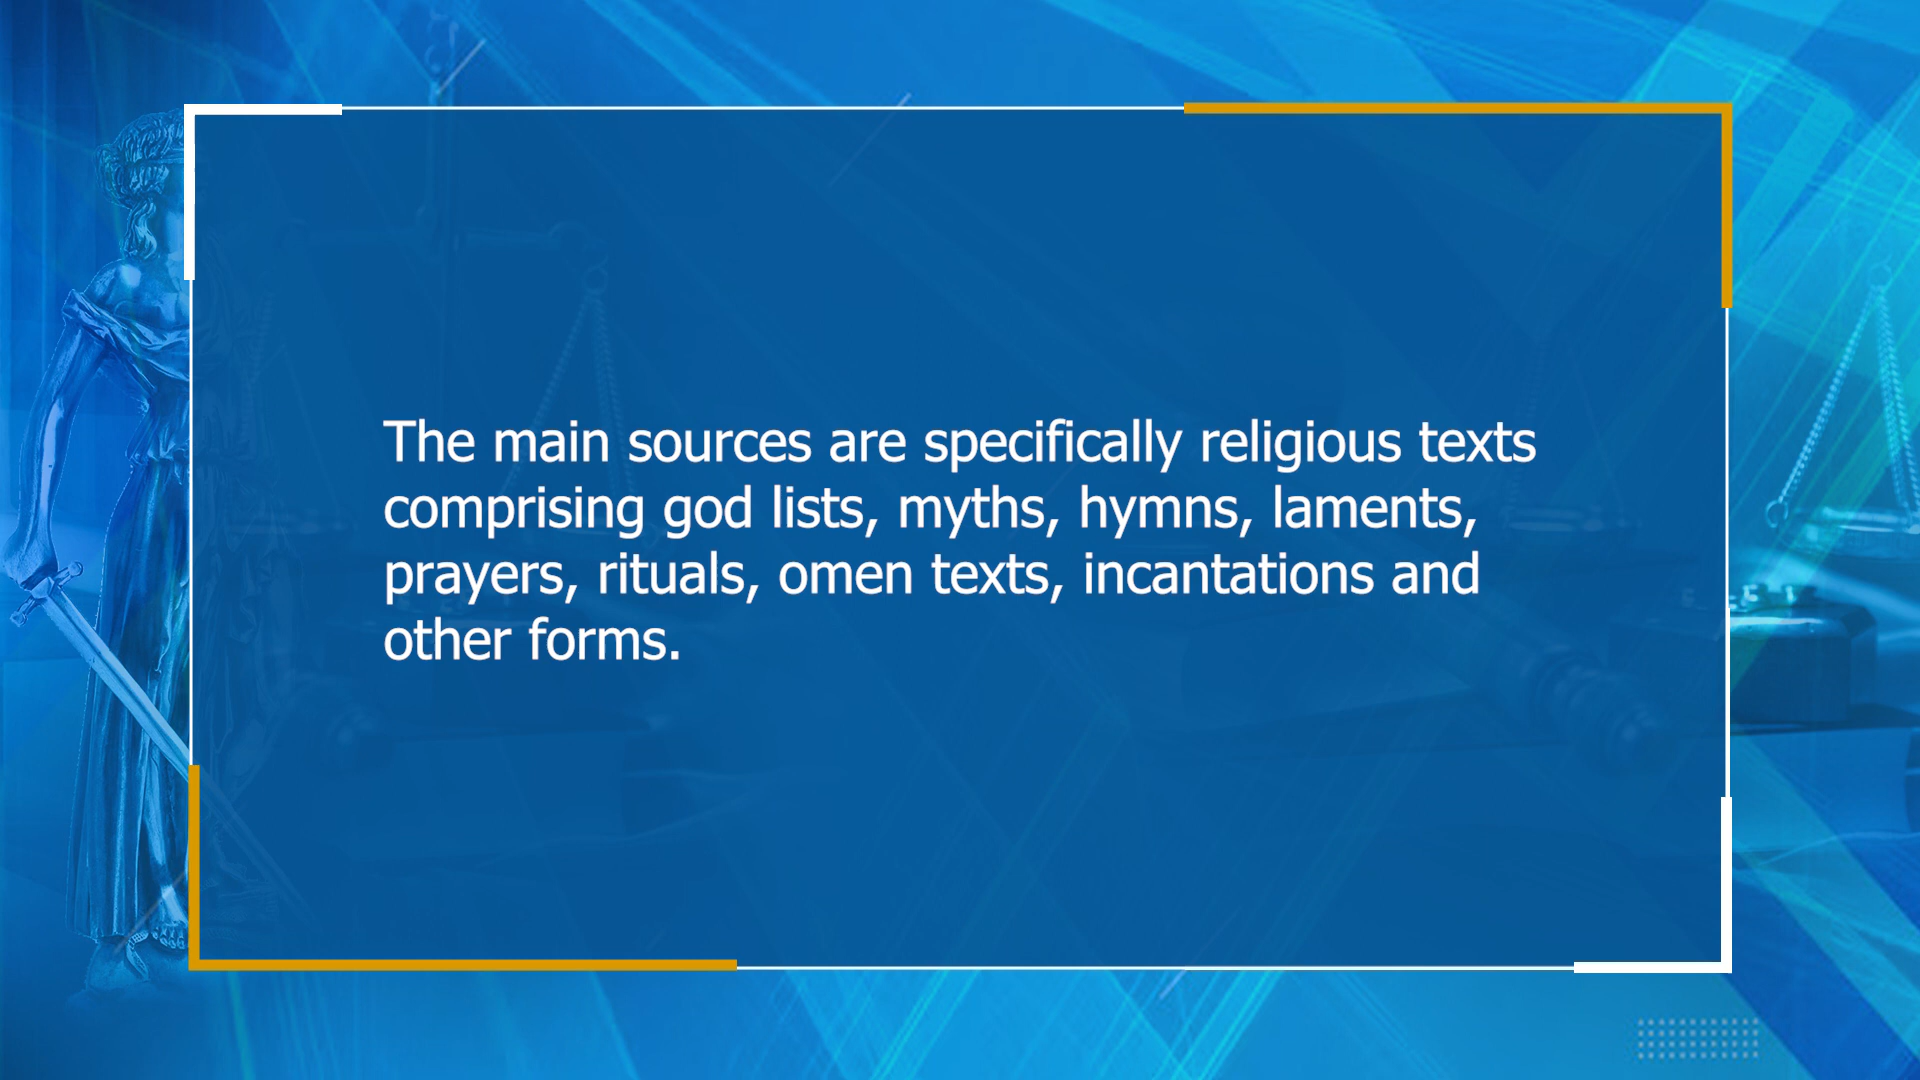 The main sources are specifically religious texts
comprising god lists, myths, hymns, laments,
prayers, rituals, omen texts, incantations and
other forms.